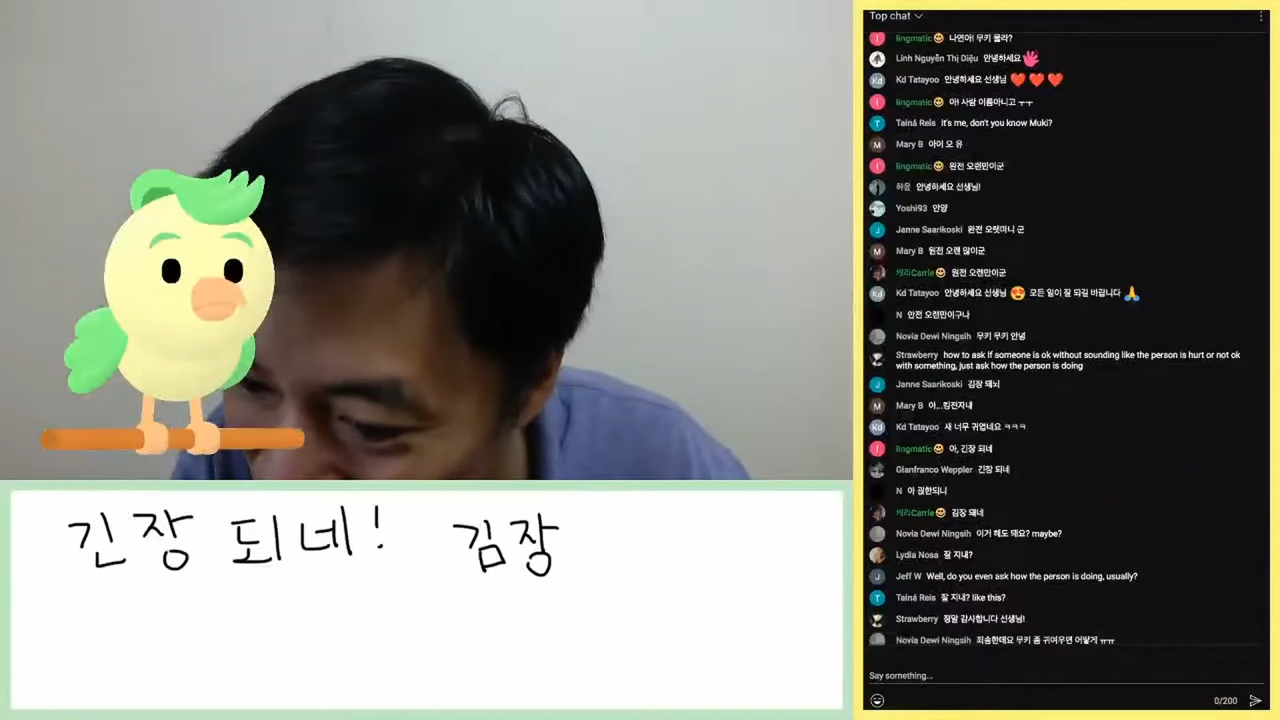 긴장 되네! 김장
Top chat
lingmatic 나연아! 무키 몰라?
Linh Nguyễn Thị Diệu 안녕하세요
Kd Tatayoo 안녕하세요 선생님
lingmatic 아! 사람 이름아니고 ㅜㅜ
Tainá Reis it's me, don't you know Muki?
Mary B 아이 모 유
lingmatic 완전 오랜만이군
하윤 안녕하세요 선생님!
Yoshi93 안양
Janne Saarikoski 완전 오랫미니 군
Mary B 원전 오렌 많이군
캐리Carrie 원전 오련만이군
Kd Tatayoo 안녕하세요 선생님 모든 일이 잘 되길 바랍니다
N 안전 오련만이구나
Novia Dewi Ningsih 무키 무키 안녕
Strawberry how to ask if someone is ok without sounding like the person is hurt or not ok
with something, just ask how the person is doing
Janne Saarikoski 김장 돼뇌
Mary B 아...킹전자내
Kd Tatayoo 새 너무 귀엽네요 ㅋㅋㅋ
lingmatic 아, 긴장 되네
Gianfranco Weppler 긴장 되네
N 아 긵한되니
캐리Carrie 김장 돼네
Novia Dewi Ningsih 이거 해도 돼요? maybe?
Lydia Nosa 잘 지내?
Jeff W Well, do you even ask how the person is doing, usually?
Tainá Reis 잘 지내? like this?
Strawberry 정말 감사합니다 선생님!
Novia Dewi Ningsih 죄송한데요 무키 좀 귀여우면 어떻게 ㅠㅠ
Say something...
0/200